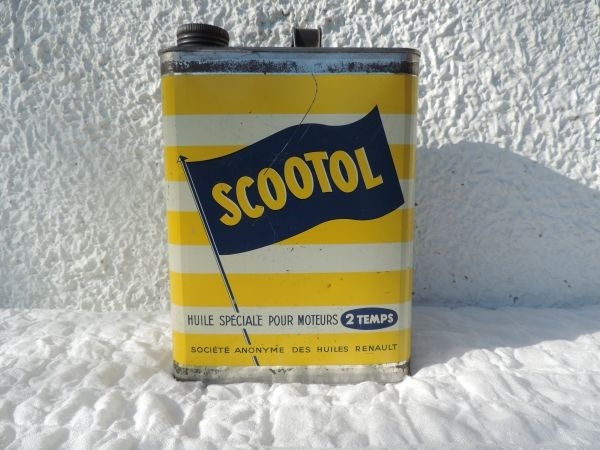 SCOOTOL
HUILE SPÉCIALE POUR MOTEURS 2 TEMPS
SOCIÉTÉ ANONYME DES HUILES RENAULT